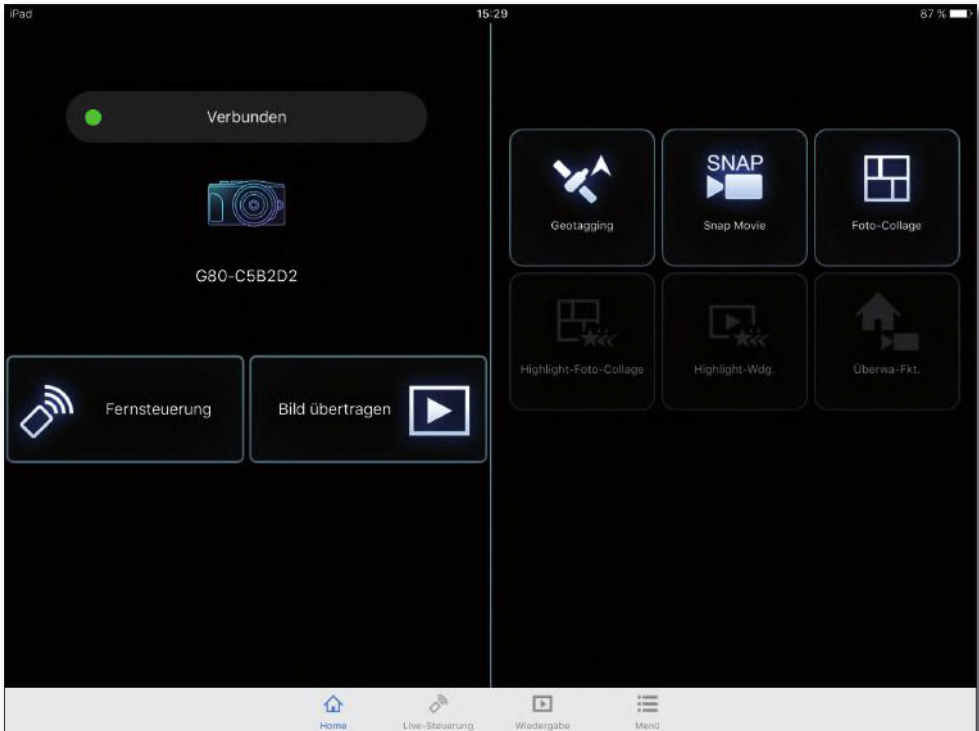 iPad 15:29 87 %
Verbunden
G80-C5B2D2
Fernsteuerung
Bild übertragen
Geotagging
SNAP
Snap Movie
Foto-Collage
Highlight-Foto-Collage
Highlight-Wdg.
Überwa-Fkt.
Home
Live-Steuerung
Wiedergabe
Menü